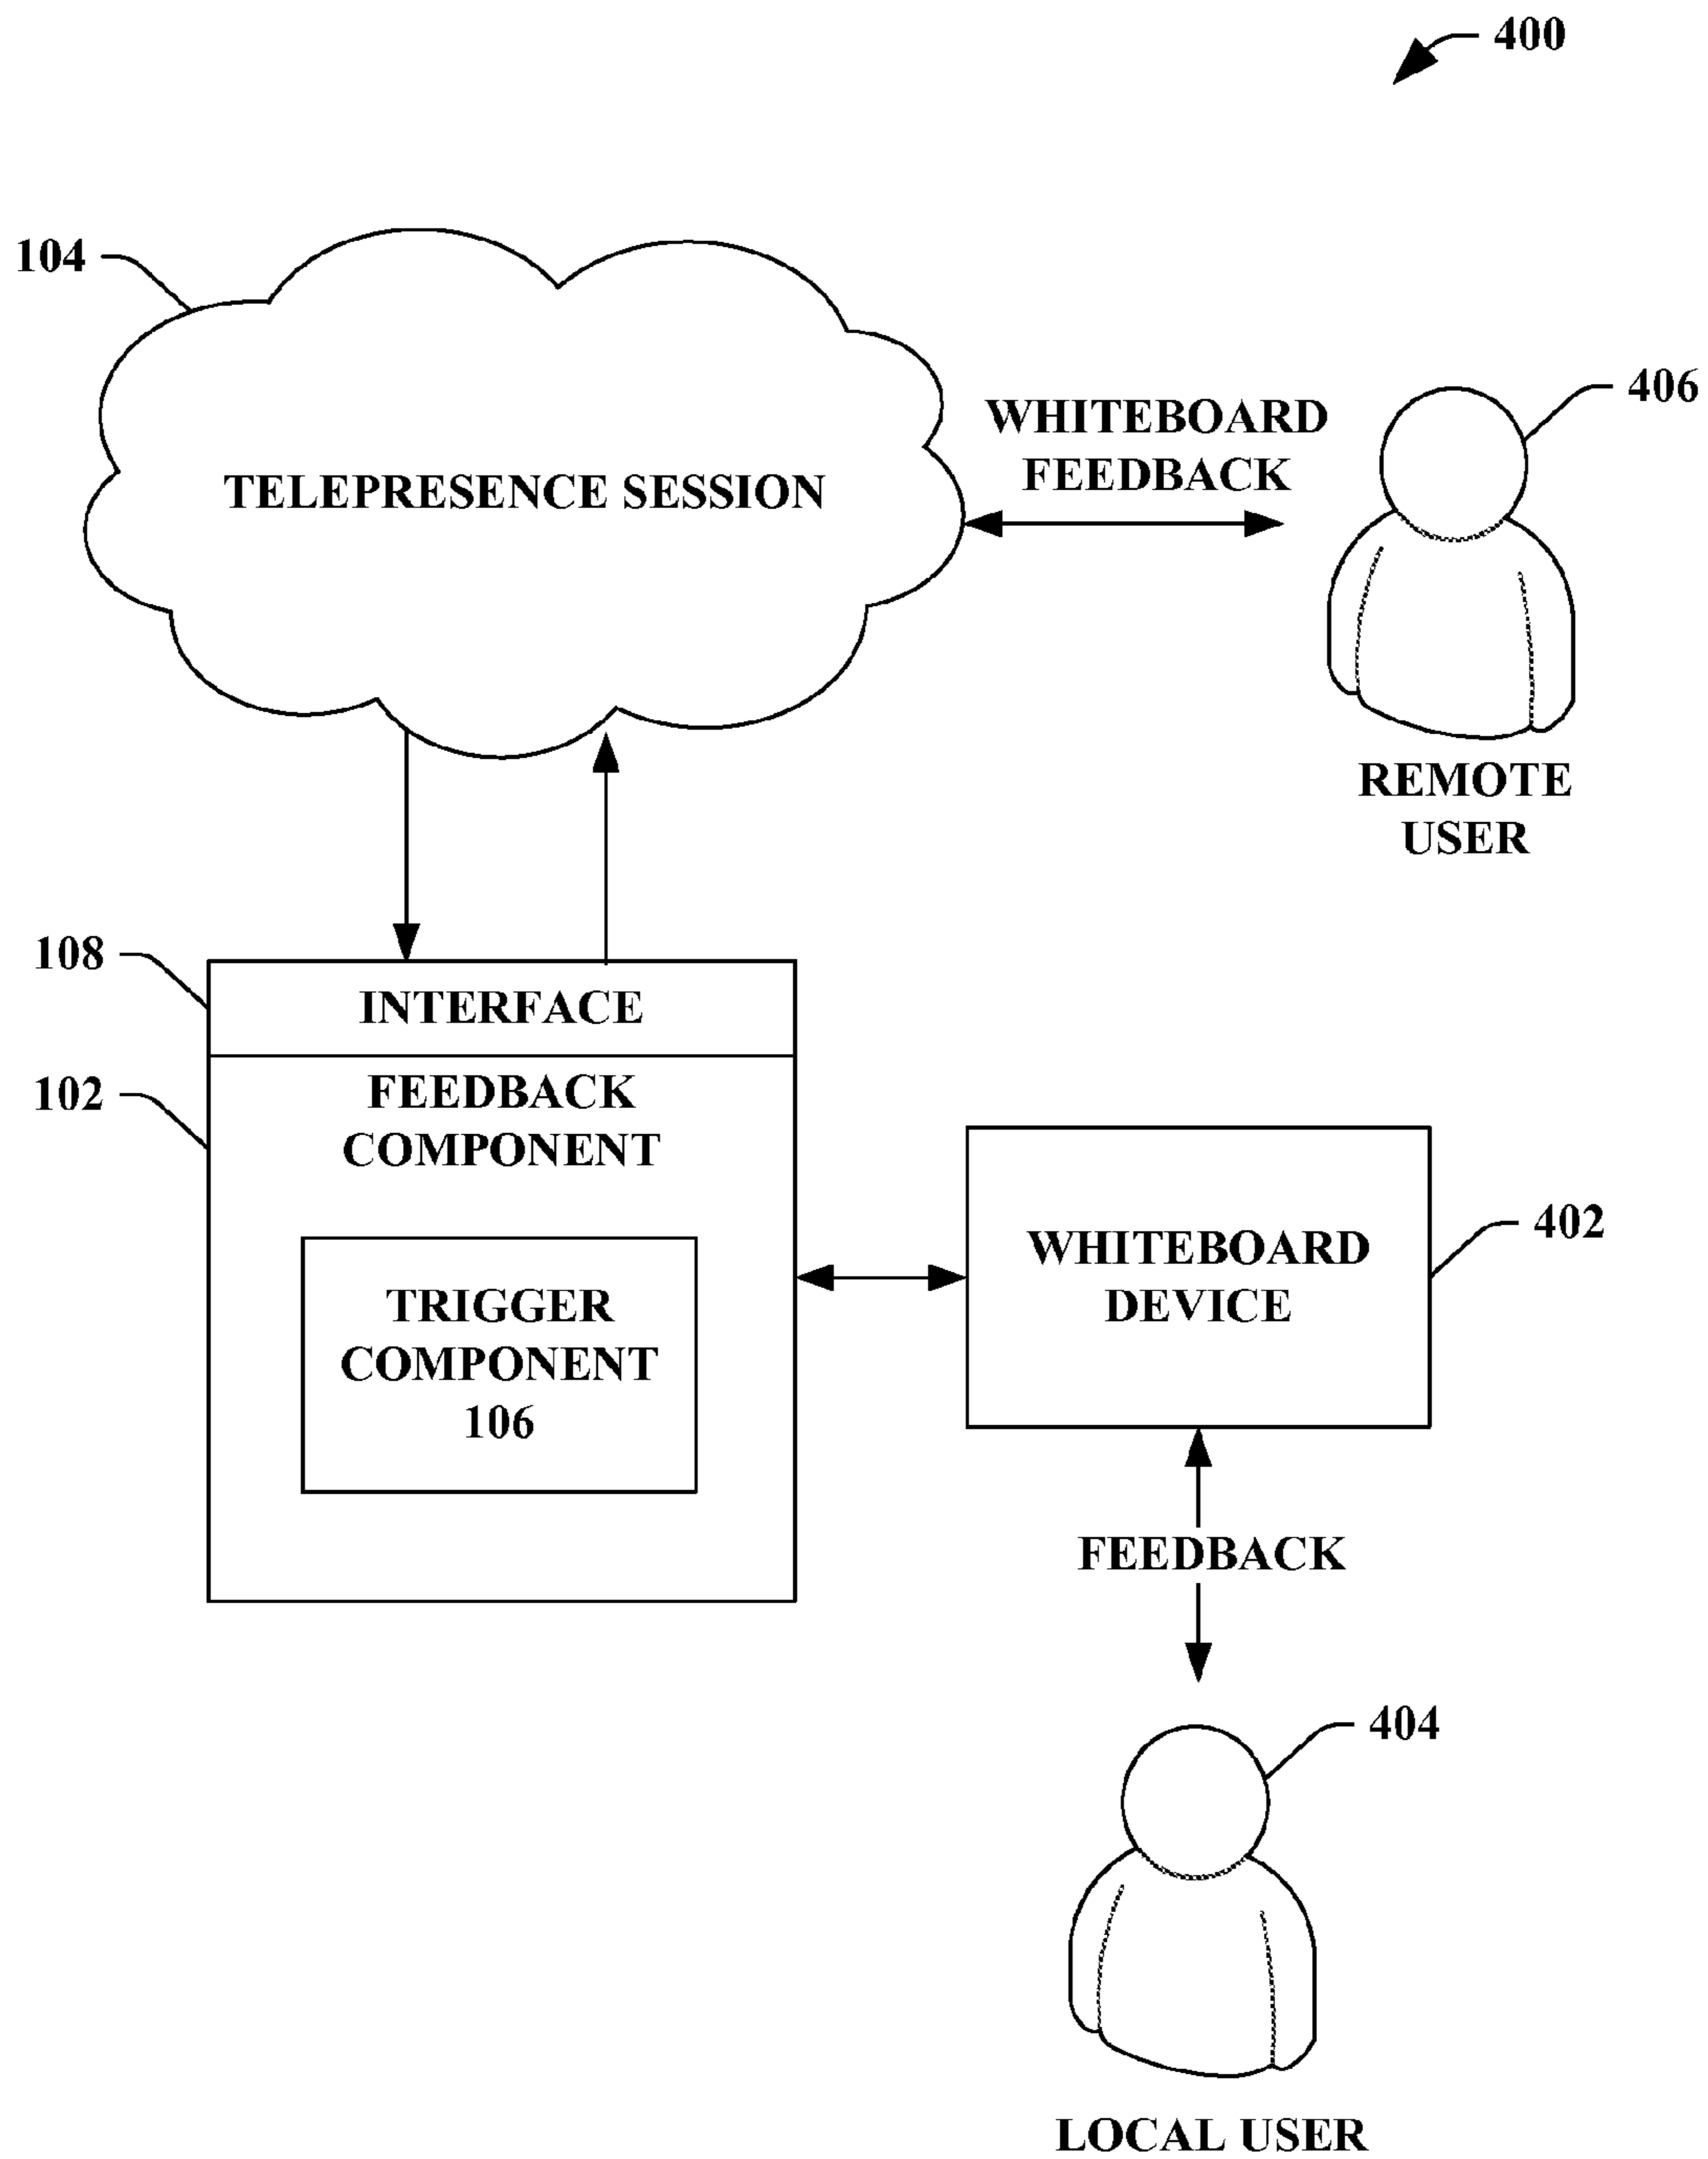 400
104
TELEPRESENCE SESSION
WHITEBOARD
FEEDBACK
406
REMOTE
USER
108
INTERFACE
102
FEEDBACK
COMPONENT
TRIGGER
COMPONENT
106
WHITEBOARD
DEVICE
402
FEEDBACK
404
LOCAL USER